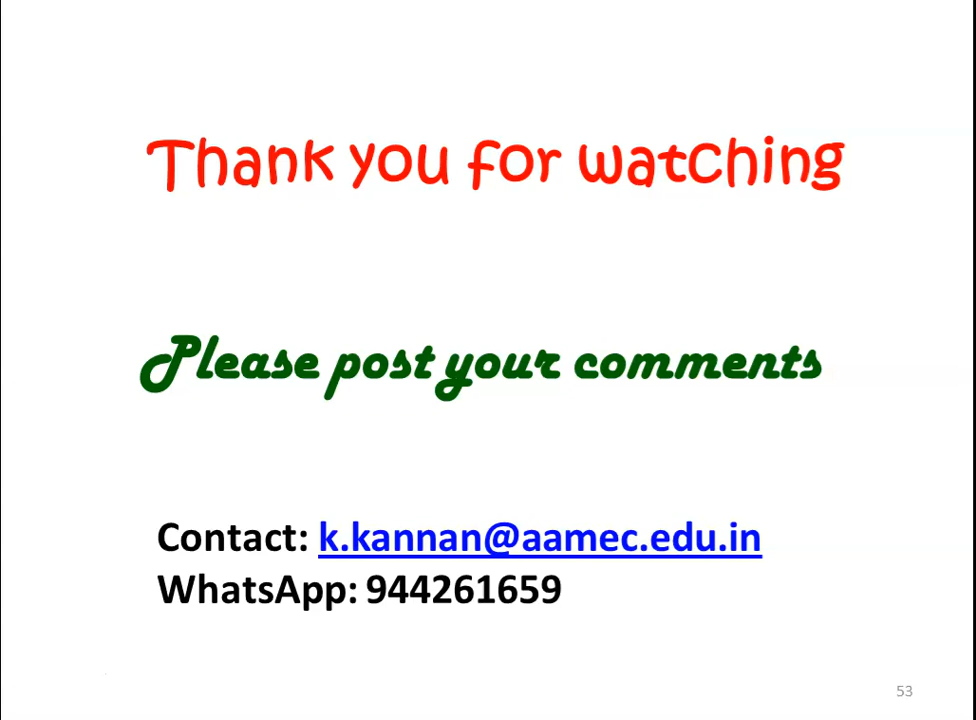 Thank you for watching
Please post your comments
Contact: k.kannan@aamec.edu.in
WhatsApp: 944261659
53